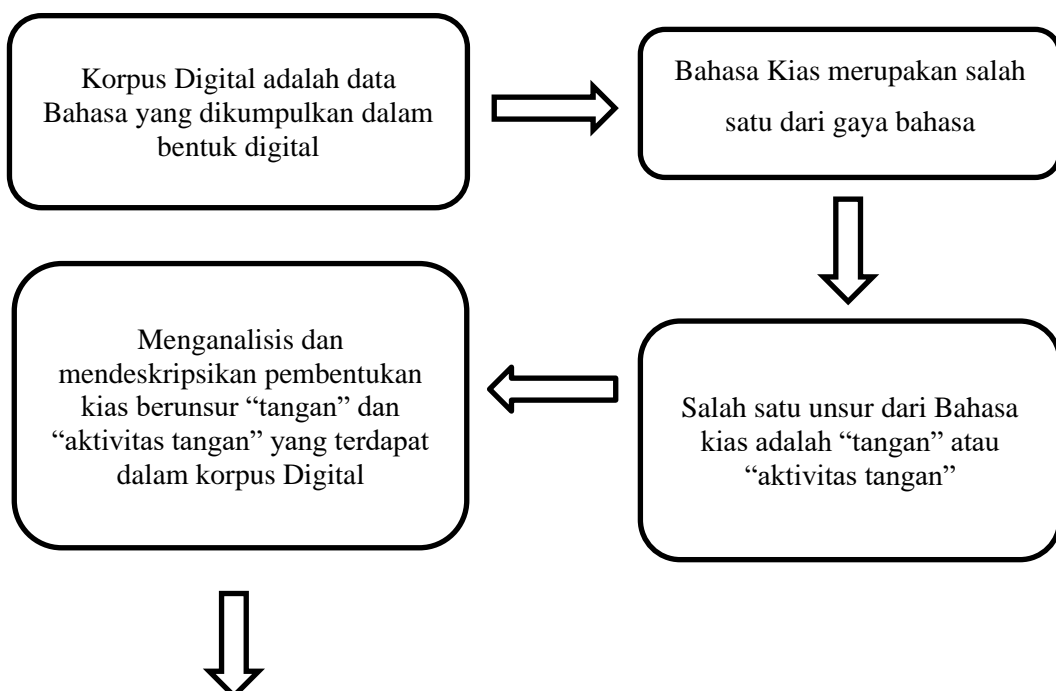 Korpus Digital adalah data
Bahasa yang dikumpulkan dalam
bentuk digital
Bahasa Kias merupakan salah
satu dari gaya bahasa
Salah satu unsur dari Bahasa
kias adalah “tangan” atau
“aktivitas tangan”
Menganalisis dan
mendeskripsikan pembentukan
kias berunsur “tangan” dan
“aktivitas tangan” yang terdapat
dalam korpus Digital